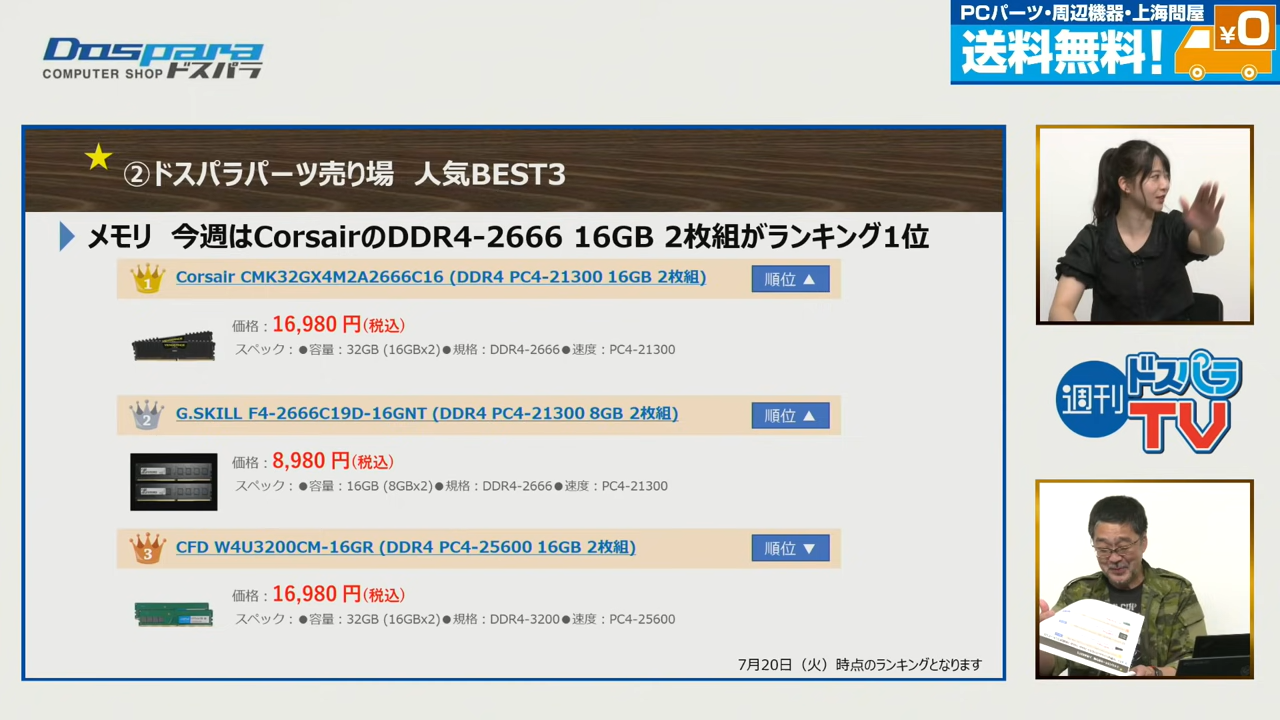 Dospara
COMPUTER SHOP ドスパラ
PCパーツ・周辺機器・上海問屋
送料無料!
¥0
②ドスパラパーツ売り場 人気BEST3
メモリ 今週はCorsairのDDR4-2666 16GB 2枚組がランキング1位
1
Corsair CMK32GX4M2A2666C16 (DDR4 PC4-21300 16GB 2枚組)
順位 ▲
価格：16,980 円(税込)
スペック：●容量：32GB (16GBx2)●規格：DDR4-2666●速度：PC4-21300
2
G.SKILL F4-2666C19D-16GNT (DDR4 PC4-21300 8GB 2枚組)
順位 ▲
価格：8,980 円(税込)
スペック：●容量：16GB (8GBx2)●規格：DDR4-2666●速度：PC4-21300
3
CFD W4U3200CM-16GR (DDR4 PC4-25600 16GB 2枚組)
順位 ▼
価格：16,980 円(税込)
スペック：●容量：32GB (16GBx2)●規格：DDR4-3200●速度：PC4-25600
7月20日（火）時点のランキングとなります
週刊
ドスパラ
TV